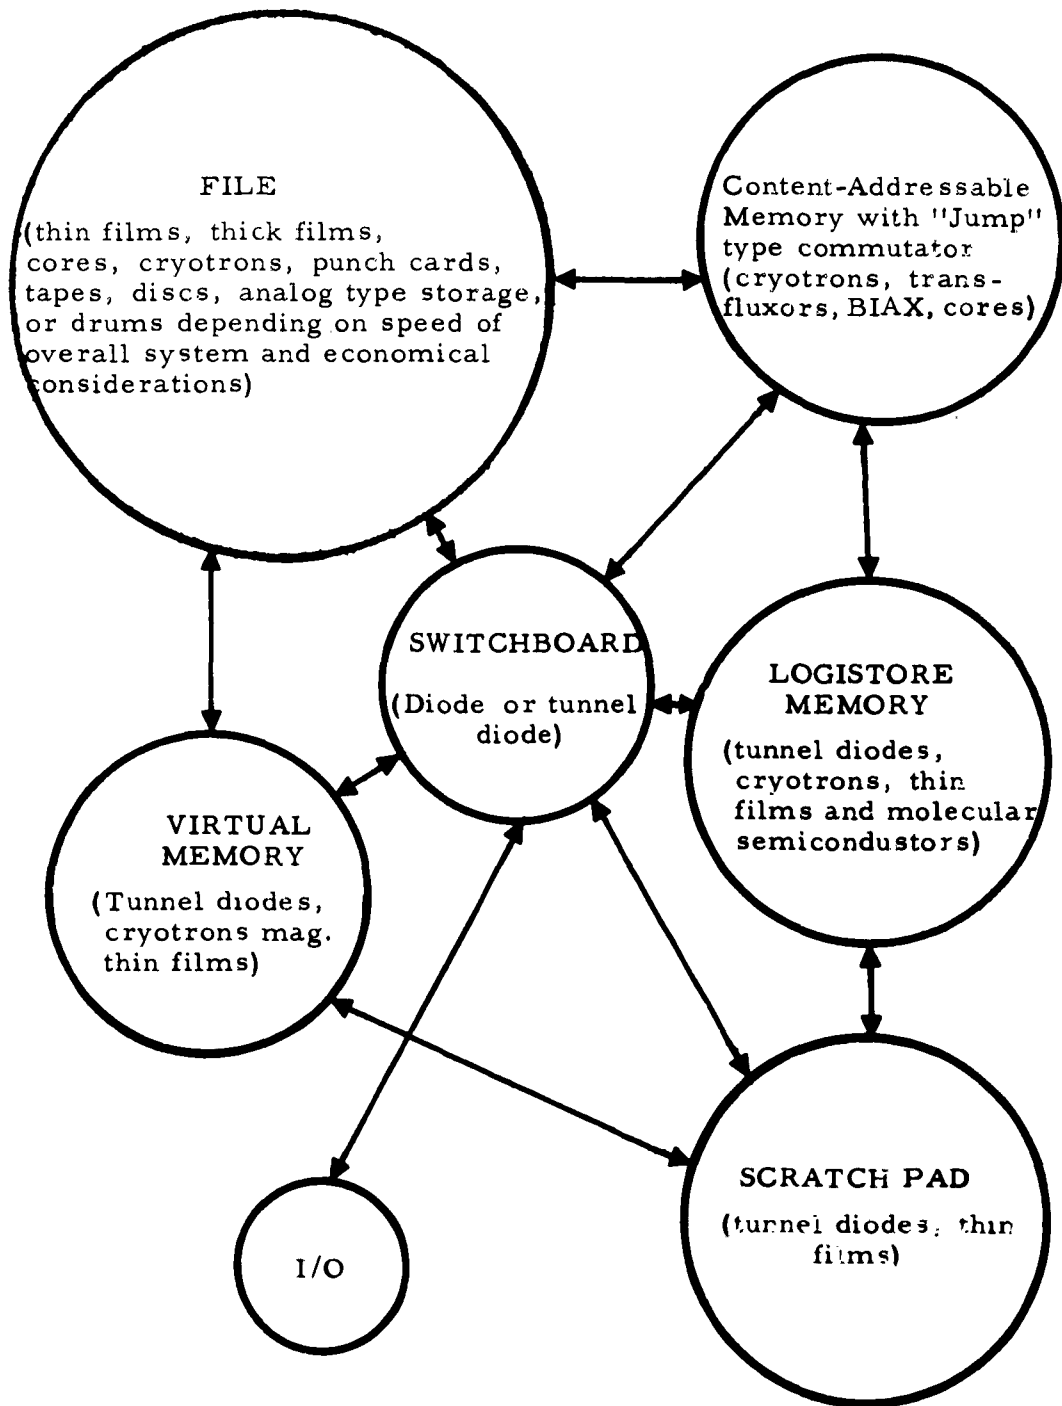 FILE
(thin films, thick films,
cores, cryotrons, punch cards,
tapes, discs, analog type storage,
or drums depending on speed of
overall system and economical
considerations)
Content-Addressable
Memory with "Jump"
type commutator
(cryotrons, trans-
fluxors, BIAX, cores)
SWITCHBOARD
(Diode or tunnel
diode)
LOGISTORE
MEMORY
(tunnel diodes,
cryotrons, thin
films and molecular
semicondustors)
VIRTUAL
MEMORY
(Tunnel diodes,
cryotrons mag.
thin films)
SCRATCH PAD
(tunnel diodes, thin
films)
I/O